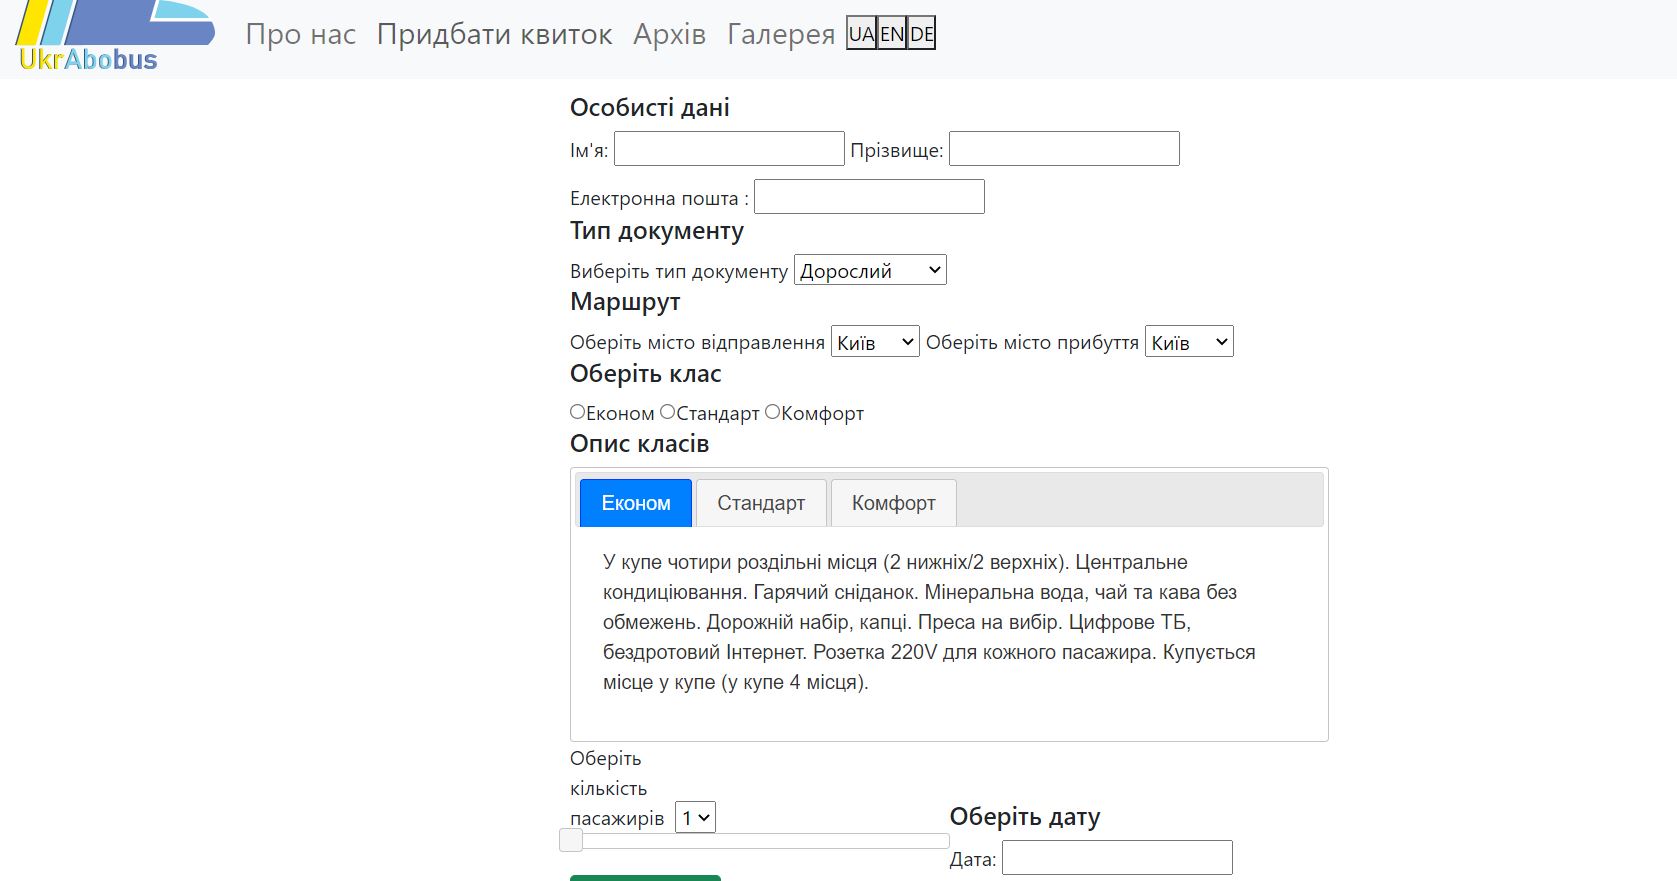 UkrAbobus
Про нас Придбати квиток Архів Галерея UA EN DE
Особисті дані
Ім'я: Прізвище:
Електронна пошта :
Тип документу
Виберіть тип документу Дорослий
Маршрут
Оберіть місто відправлення Київ Оберіть місто прибуття Київ
Оберіть клас
Економ Стандарт Комфорт
Опис класів
Економ Стандарт Комфорт
У купе чотири роздільні місця (2 нижніх/2 верхніх). Центральне
кондиціювання. Гарячий сніданок. Мінеральна вода, чай та кава без
обмежень. Дорожній набір, капці. Преса на вибір. Цифрове ТБ,
бездротовий Інтернет. Розетка 220V для кожного пасажира. Купується
місце у купе (у купе 4 місця).
Оберіть
кількість
пасажирів 1
Оберіть дату
Дата: